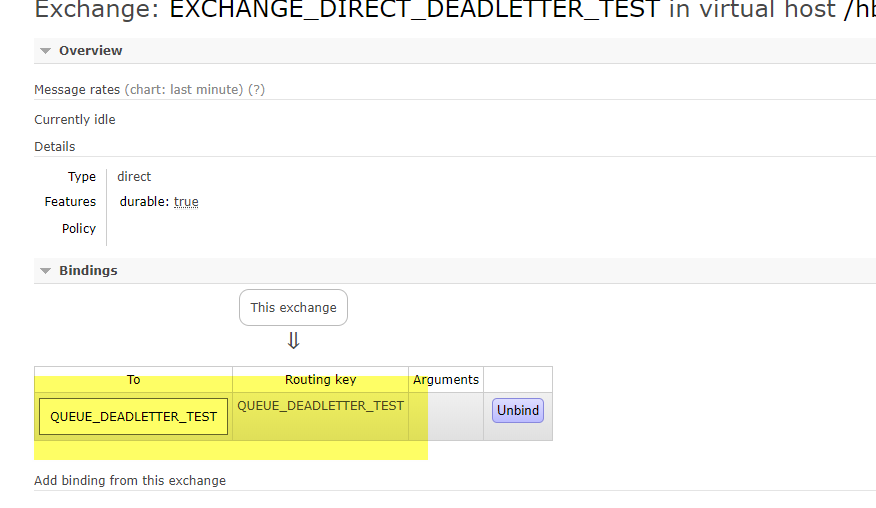 Exchange: EXCHANGE_DIRECT_DEADLETTER_TEST in virtual host
Overview
Message rates (chart: last minute) (?)
Currently idle
Details
Type direct
Features durable: true
Policy
Bindings
This exchange
⇓
To Routing key Arguments
QUEUE_DEADLETTER_TEST QUEUE_DEADLETTER_TEST Unbind
Add binding from this exchange